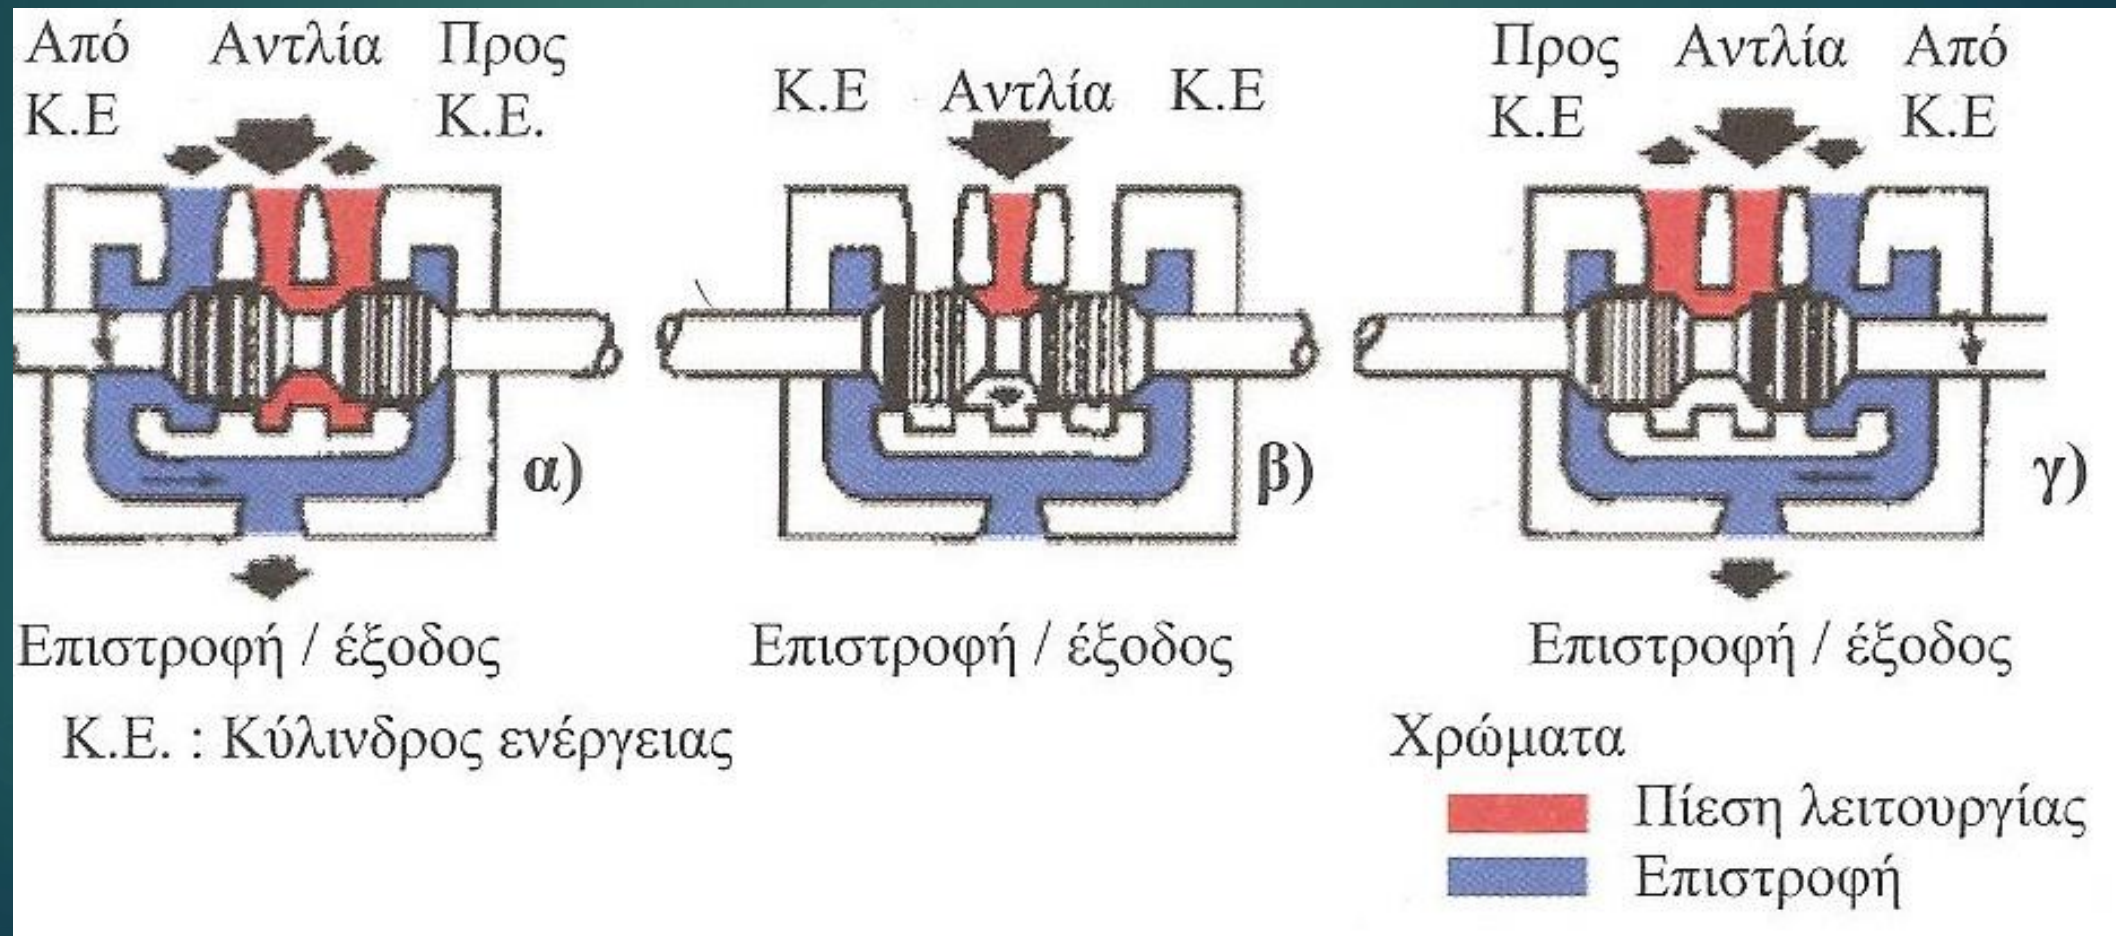 Από Αντλία Προς
Κ.Ε Κ.Ε.
Κ.Ε Αντλία Κ.Ε
Προς Αντλία Από
Κ.Ε Κ.Ε
α)
β)
γ)
Επιστροφή / έξοδος
Επιστροφή / έξοδος
Επιστροφή / έξοδος
Κ.Ε. : Κύλινδρος ενέργειας
Χρώματα
Πίεση λειτουργίας
Επιστροφή